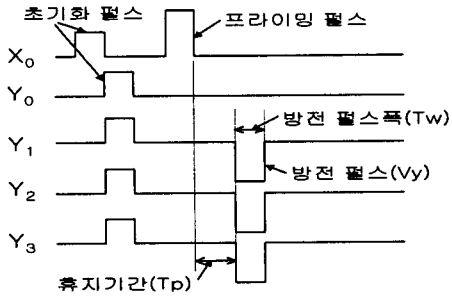 초기화 펄스
프라이밍 펄스
X₀
Y₀
Y₁
방전 펄스폭(Tw)
Y₂
방전 펄스(Vy)
Y₃
휴지기간(Tp)